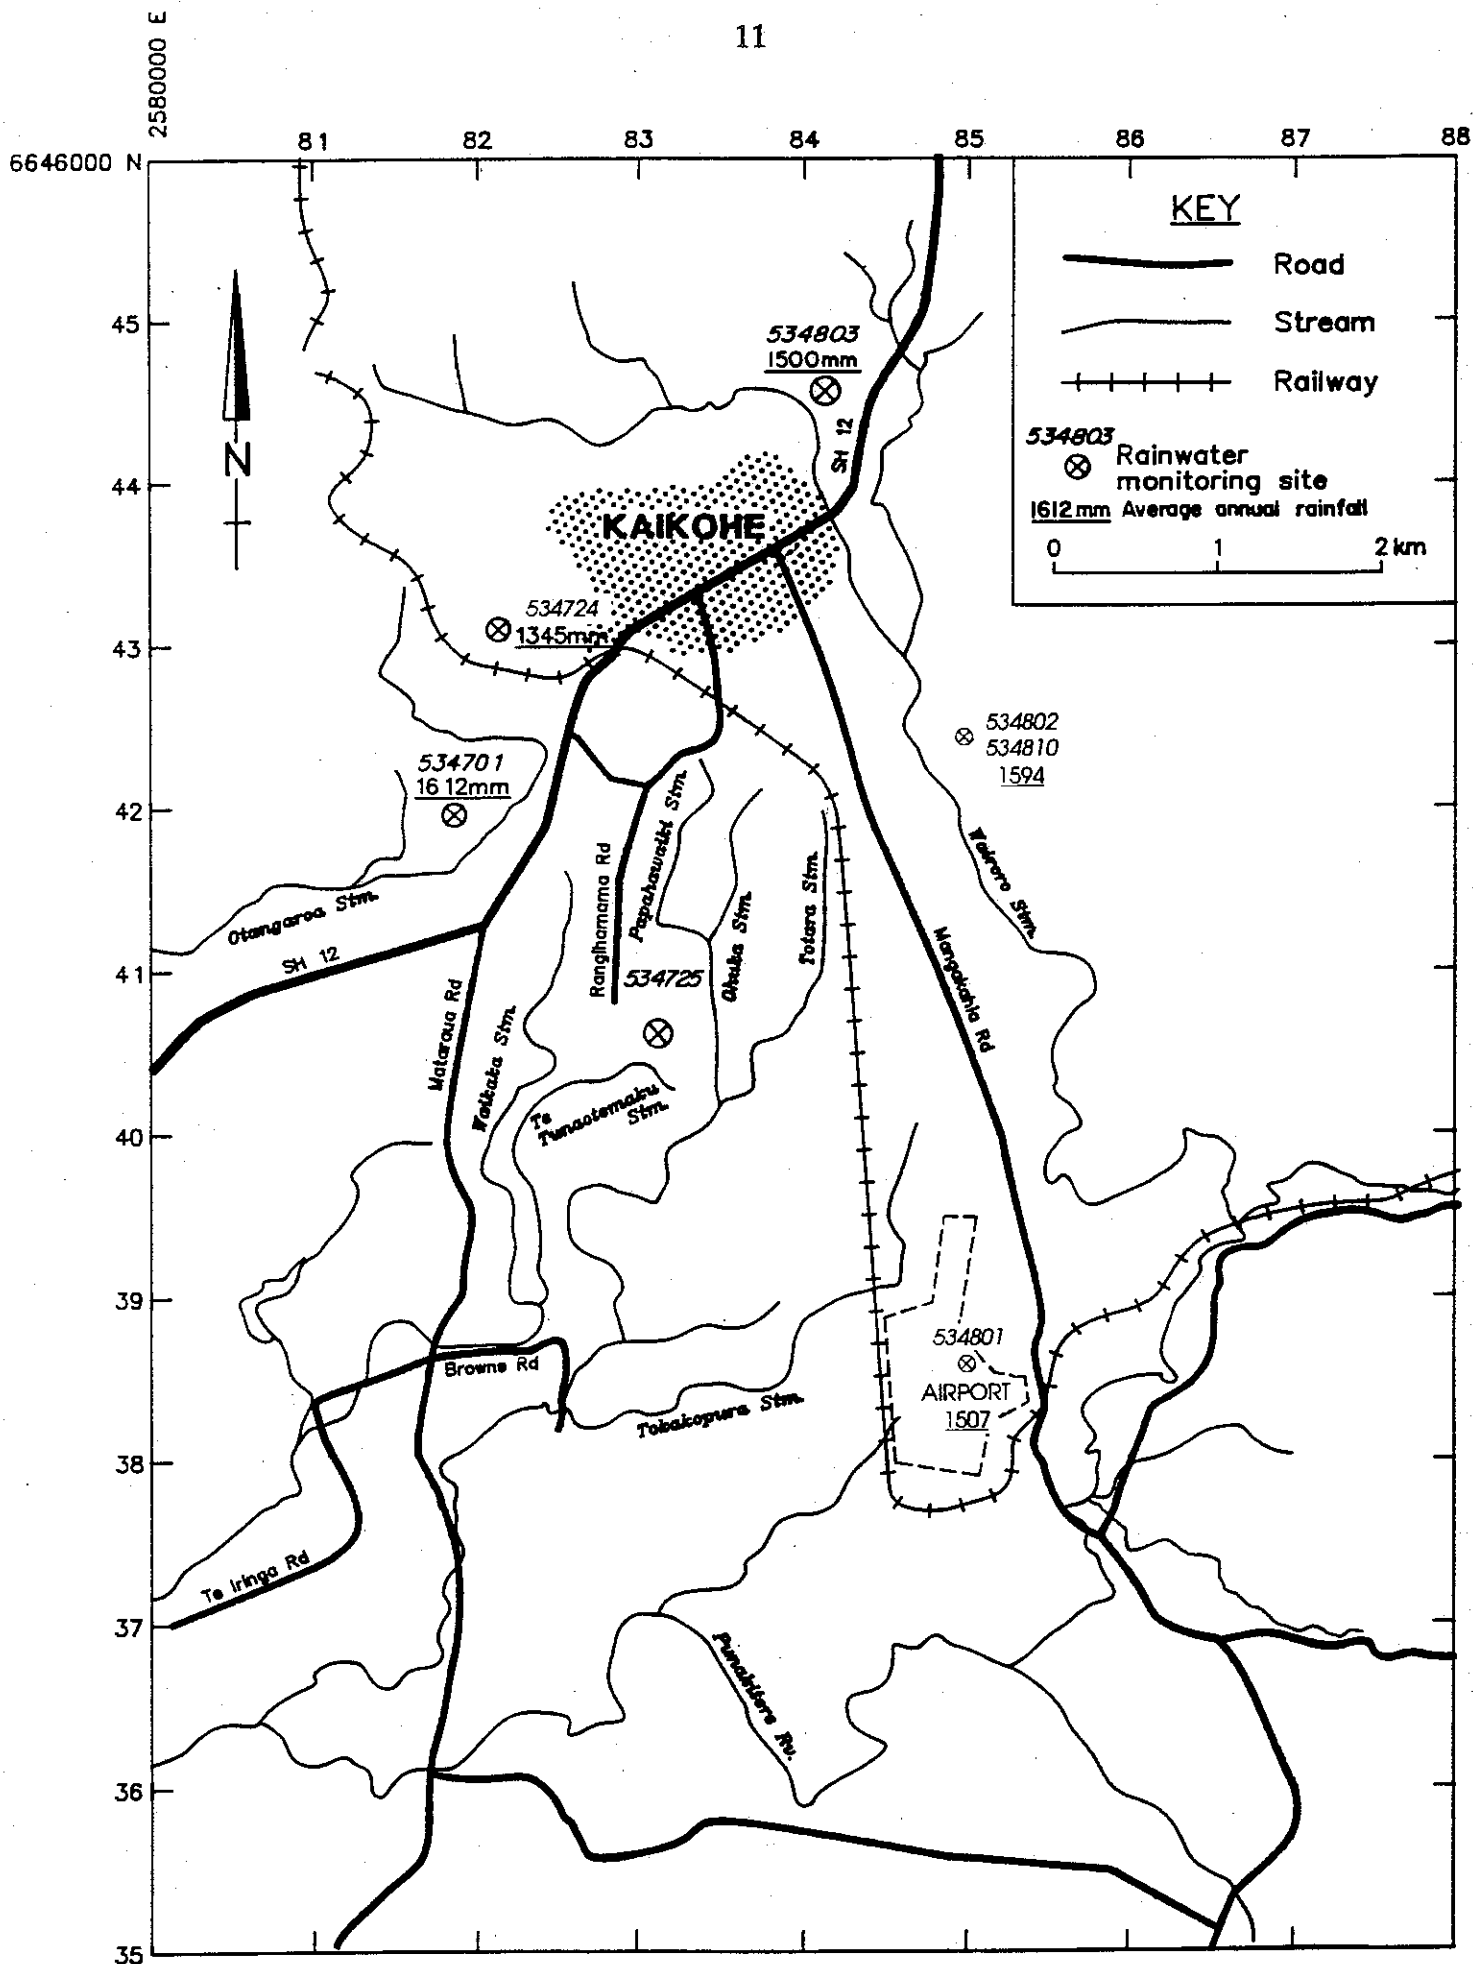 11
2580000 E
81 82 83 84 85 86 87 88
6646000 N
KEY
Road
Stream
Railway
534803
Rainwater
monitoring site
1612mm Average annual rainfall
0 1 2 km
45
534803
1500mm
SH 12
N
44
KAIKOHE
534724
1345mm
43
534802
534810
1594
534701
1612mm
42
Papahawaiki Stm.
Rangihamama Rd
Totara Stm.
Wairoro Stm.
Otangaroa Stm.
SH 12
Ohuka Stm.
41
534725
Mangakahia Rd
Mataraua Rd
Waikaka Stm.
Te
Tunaotemaku
Stm.
40
39
534801
AIRPORT
1507
Browne Rd
Tokakopura Stm.
38
Te Iringa Rd
37
Punakitere Rv.
36
35